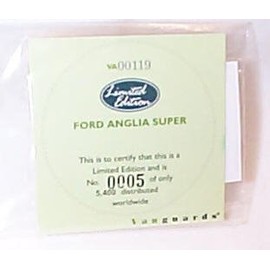 VA00119
Limited
Edition
FORD ANGLIA SUPER
This is to certify that this is a
Limited Edition and is
No. 0005 of only
5,400 distributed
worldwide
Vanguards